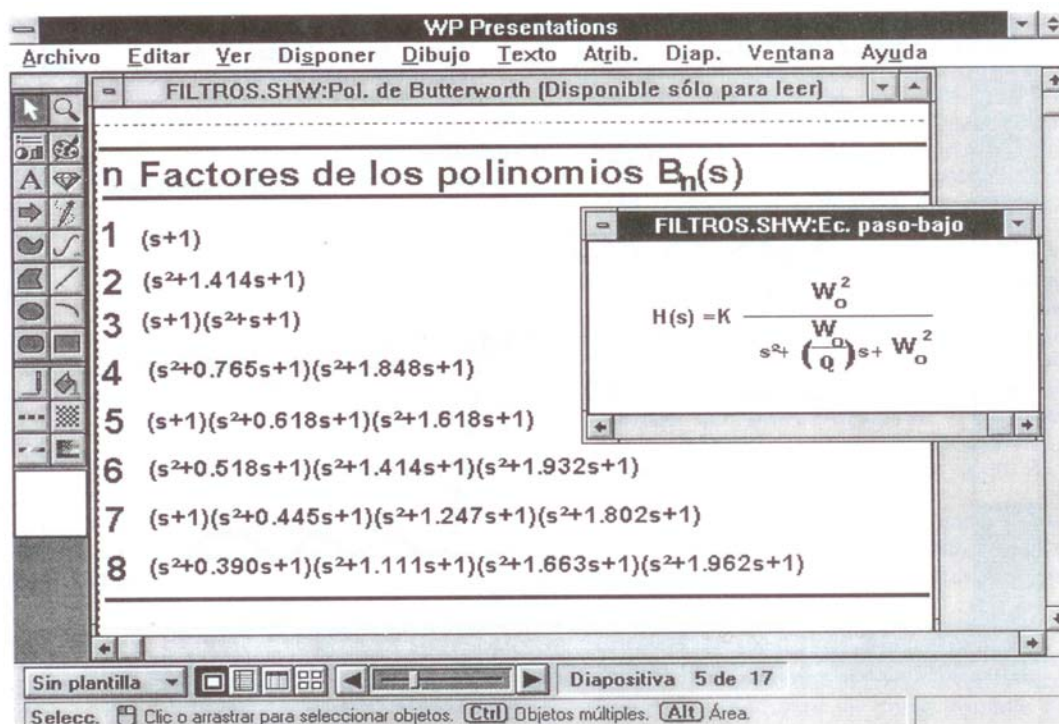 WP Presentations
Archivo Editar Ver Disponer Dibujo Texto Atrib. Diap. Ventana Ayuda
FILTROS.SHW:Pol. de Butterworth (Disponible sólo para leer)
n Factores de los polinomios Bn(s)
1 (s+1)
2 (s²+1.414s+1)
3 (s+1)(s²+s+1)
4 (s²+0.765s+1)(s²+1.848s+1)
5 (s+1)(s²+0.618s+1)(s²+1.618s+1)
6 (s²+0.518s+1)(s²+1.414s+1)(s²+1.932s+1)
7 (s+1)(s²+0.445s+1)(s²+1.247s+1)(s²+1.802s+1)
8 (s²+0.390s+1)(s²+1.111s+1)(s²+1.663s+1)(s²+1.962s+1)
FILTROS.SHW:Ec. paso-bajo
H(s) =K W_o² / s²+ (W_o/Q)s+ W_o²
A
Sin plantilla Diapositiva 5 de 17
Selecc. Clic o arrastrar para seleccionar objetos. Ctrl Objetos múltiples. Alt Área.